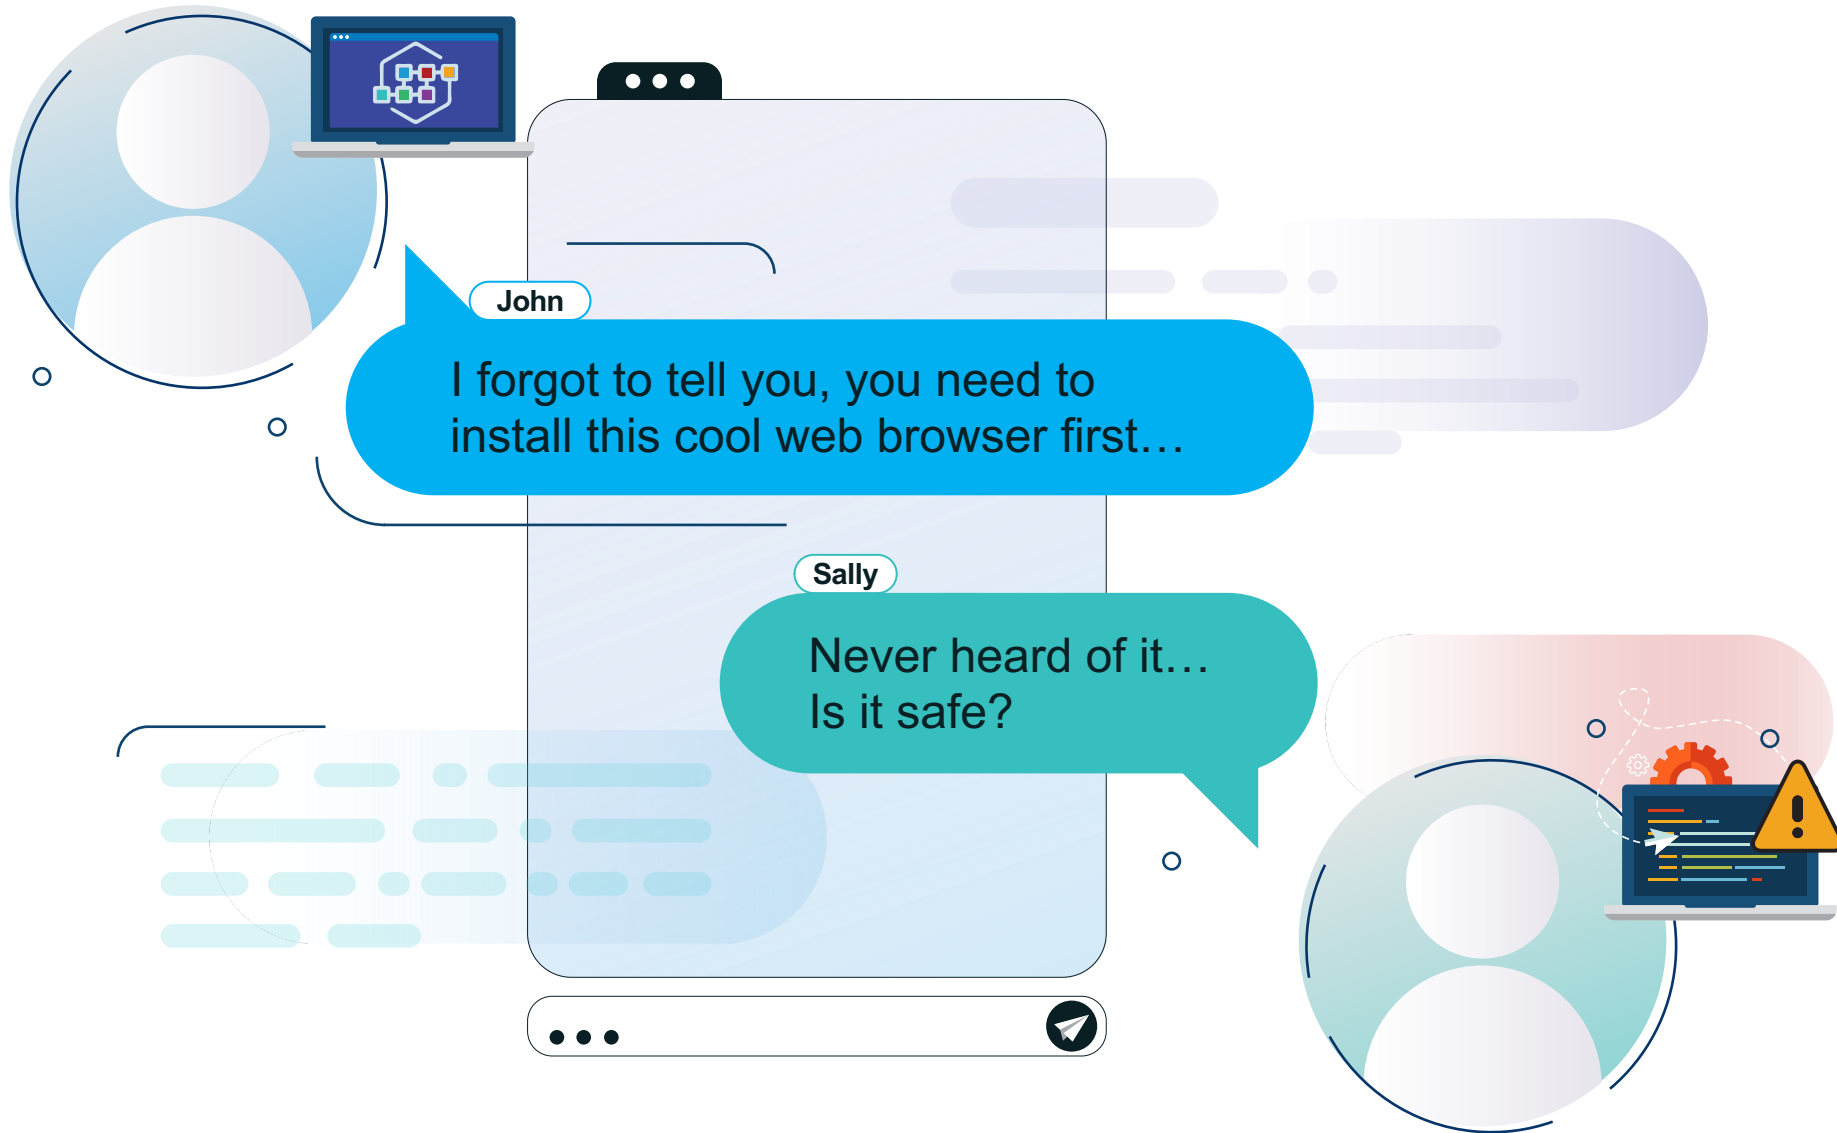 John
I forgot to tell you, you need to
install this cool web browser first…
Sally
Never heard of it…
Is it safe?